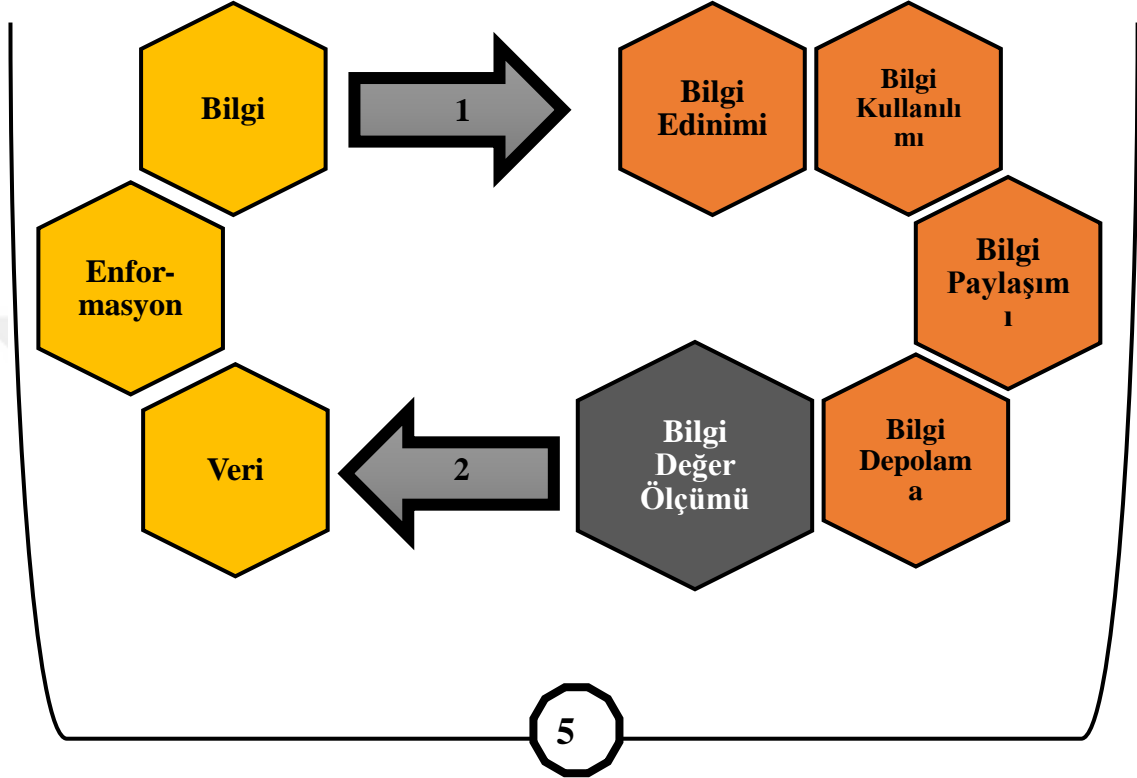 Bilgi
1
Bilgi
Edinimi
Bilgi
Kullanılı
mı
Enfor-
masyon
Bilgi
Paylaşım
ı
Veri
2
Bilgi
Değer
Ölçümü
Bilgi
Depolam
a
5